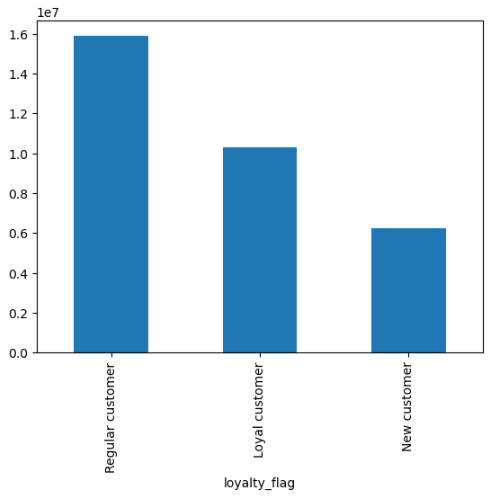 1e7
1.6
1.4
1.2
1.0
0.8
0.6
0.4
0.2
0.0
Regular customer
Loyal customer
New customer
loyalty_flag